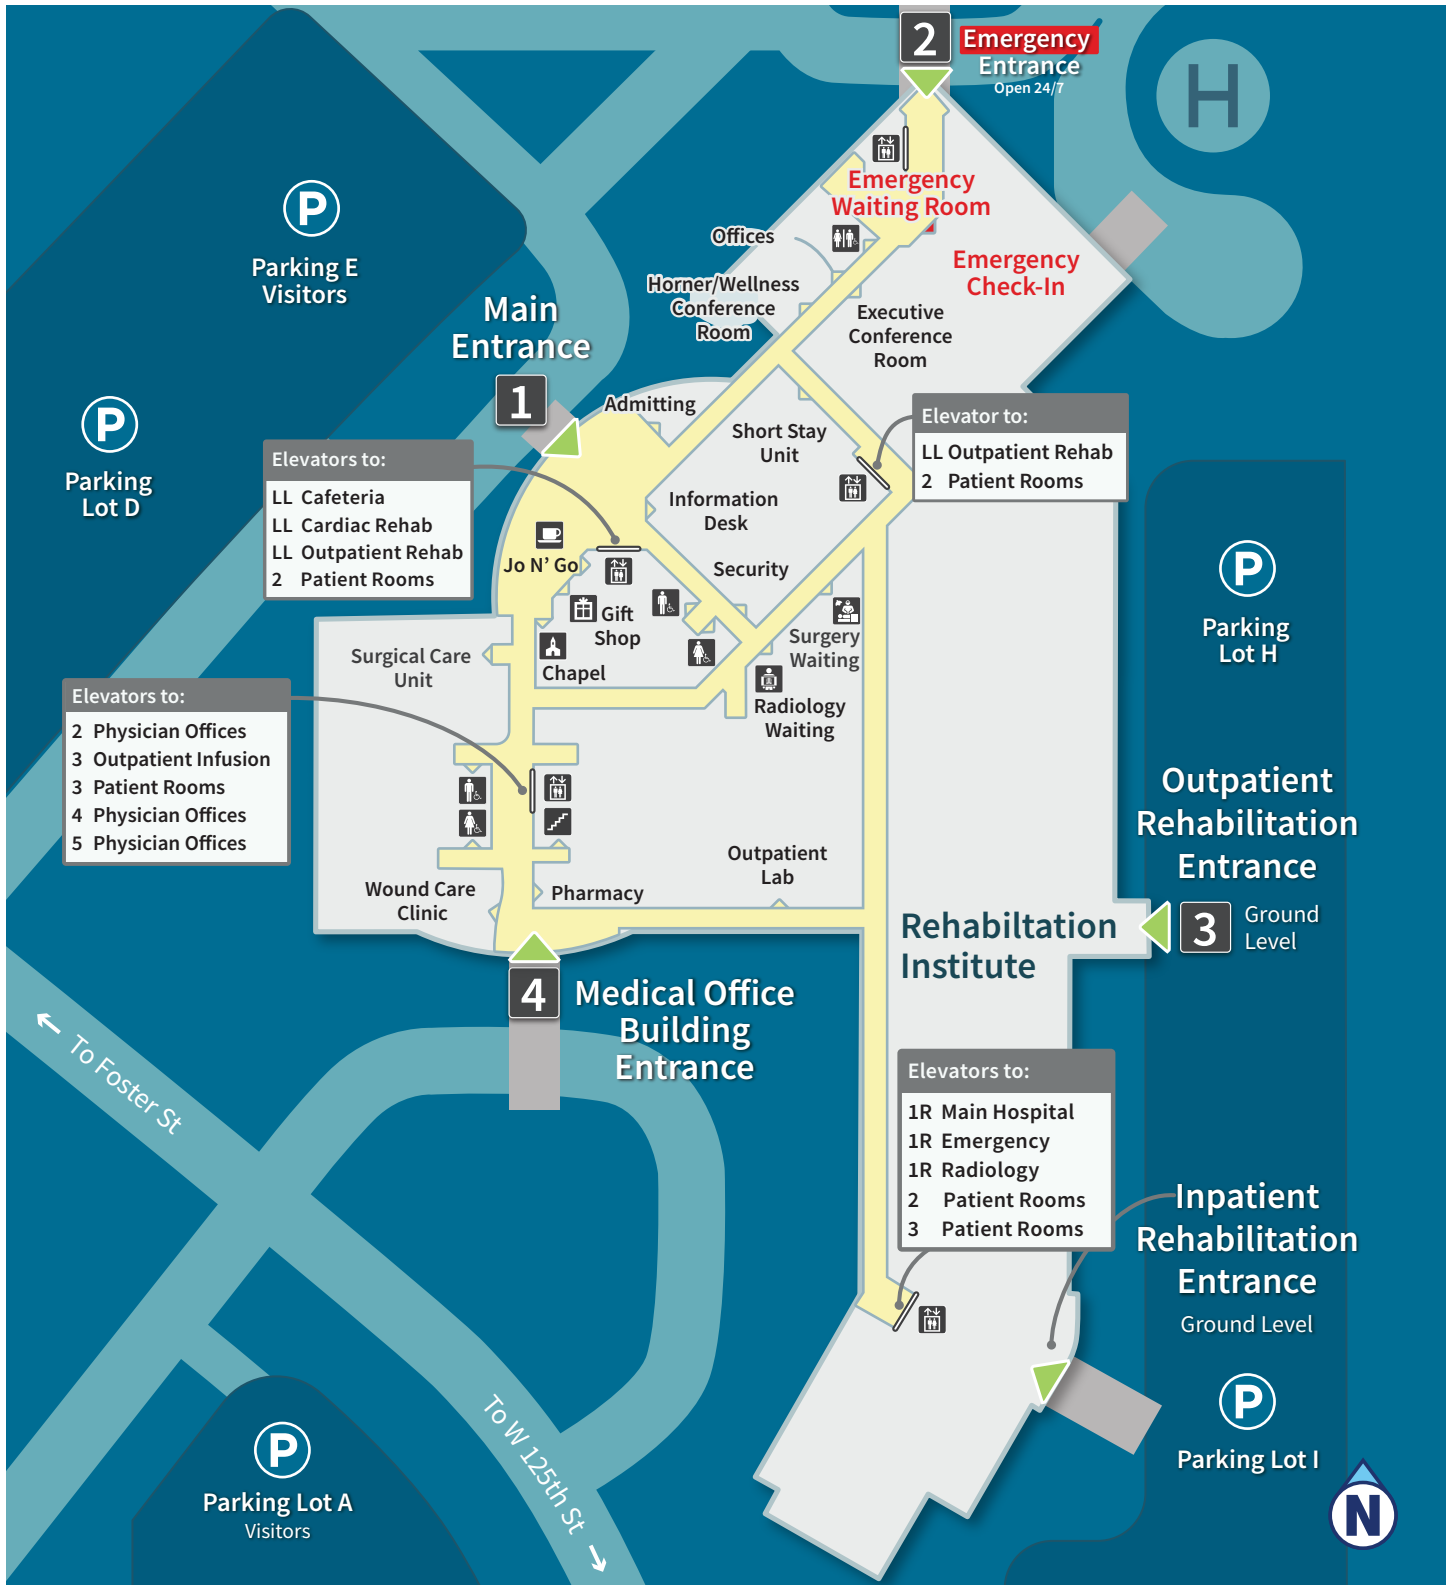 2
Emergency
Entrance
Open 24/7
H
P
Parking E
Visitors
Emergency
Waiting Room
Offices
Emergency
Check-In
Horner/Wellness
Conference
Room
Executive
Conference
Room
Main
Entrance
1
Admitting
P
Parking
Lot D
Elevators to:
LL Cafeteria
LL Cardiac Rehab
LL Outpatient Rehab
2 Patient Rooms
Short Stay
Unit
Elevator to:
LL Outpatient Rehab
2 Patient Rooms
Information
Desk
Jo N' Go
Security
Gift
Shop
Chapel
Surgery
Waiting
Radiology
Waiting
P
Parking
Lot H
Surgical Care
Unit
Elevators to:
2 Physician Offices
3 Outpatient Infusion
3 Patient Rooms
4 Physician Offices
5 Physician Offices
Outpatient
Rehabilitation
Entrance
3
Ground
Level
Outpatient
Lab
Wound Care
Clinic
Pharmacy
Rehabiltation
Institute
4
Medical Office
Building
Entrance
← To Foster St
Elevators to:
1R Main Hospital
1R Emergency
1R Radiology
2 Patient Rooms
3 Patient Rooms
Inpatient
Rehabilitation
Entrance
Ground Level
P
Parking Lot I
P
Parking Lot A
Visitors
To W 125th St →
N